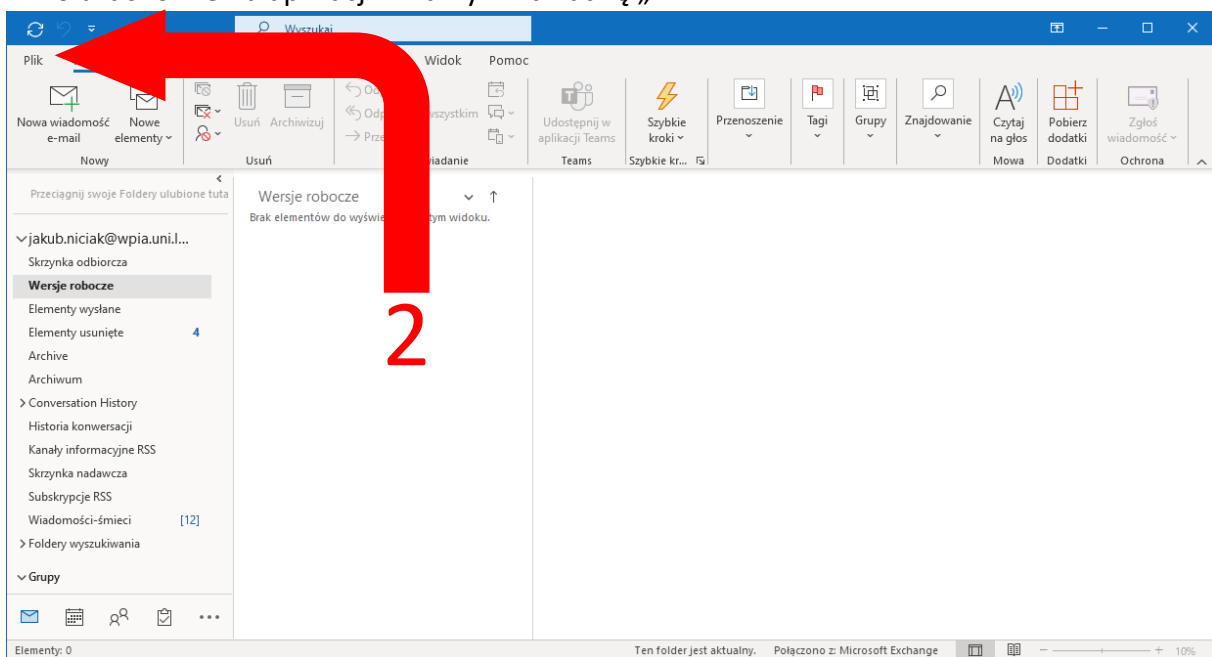 Wyszukaj
Plik Widok Pomoc
Nowa wiadomość e-mail
Nowe elementy
Nowy
Usuń Archiwizuj
Usuń
Udostępnij w aplikacji Teams
Teams
Szybkie kroki
Szybkie kr...
Przenoszenie
Tagi
Grupy
Znajdowanie
Czytaj na głos
Mowa
Pobierz dodatki
Dodatki
Zgłoś wiadomość
Ochrona
Przeciągnij swoje Foldery ulubione tuta
jakub.niciak@wpia.uni.l...
Skrzynka odbiorcza
Wersje robocze
Elementy wysłane
Elementy usunięte 4
Archive
Archiwum
Conversation History
Historia konwersacji
Kanały informacyjne RSS
Skrzynka nadawcza
Subskrypcje RSS
Wiadomości-śmieci [12]
Foldery wyszukiwania
Grupy
Wersje robocze
Brak elementów do tym widoku.
2
Elementy: 0
Ten folder jest aktualny. Połączono z: Microsoft Exchange 10%